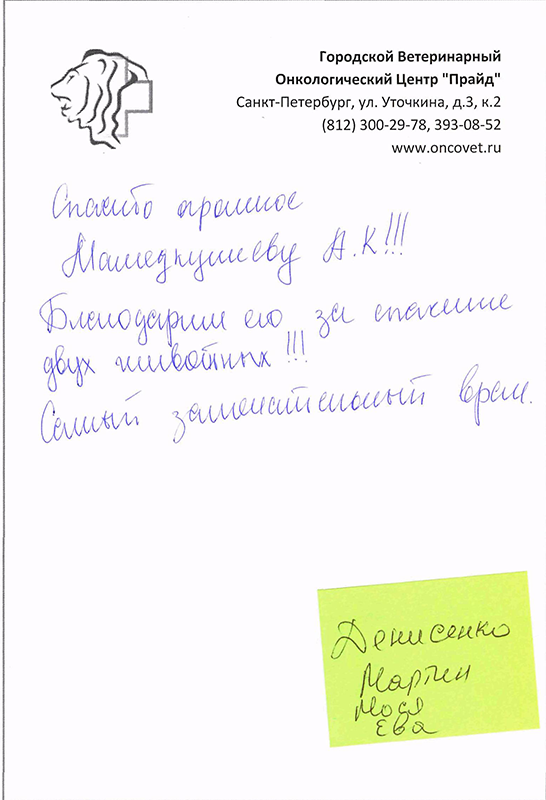 Городской Ветеринарный
Онкологический Центр "Прайд"
Санкт-Петербург, ул. Уточкина, д.3, к.2
(812) 300-29-78, 393-08-52
www.oncovet.ru
Спасибо огромное
Мамедкулиеву А.К!!!
Благодарим его за спасение
двух животных!!!
Самый замечательный врач.
Денисенко
Мартин
Мося
Ева